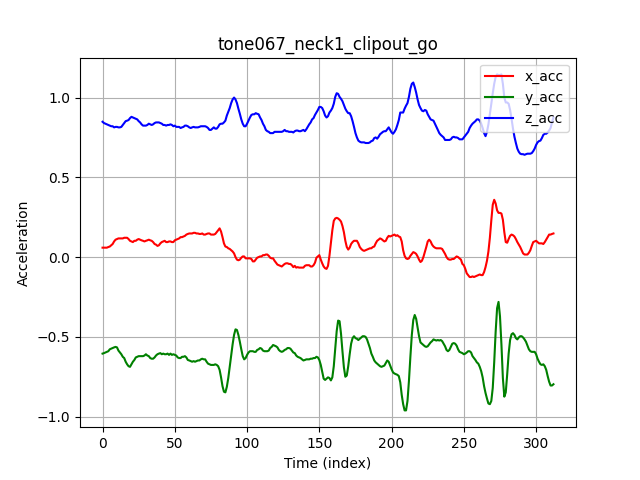 tone067_neck1_clipout_go
x_acc
y_acc
z_acc
1.0
0.5
0.0
−0.5
−1.0
Acceleration
0 50 100 150 200 250 300
Time (index)